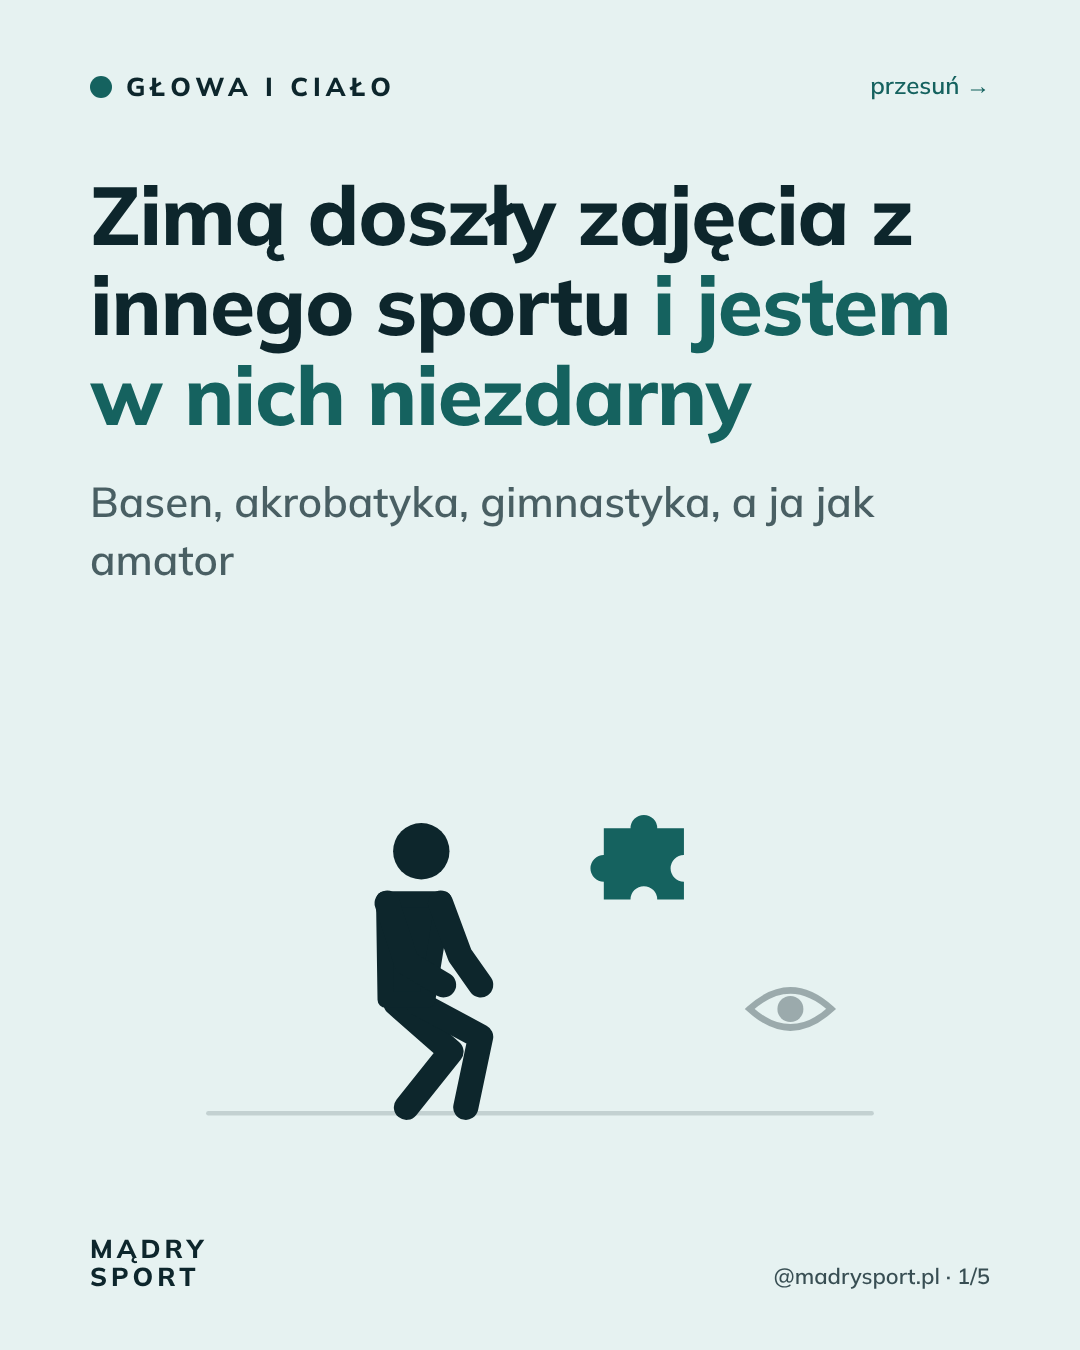 GŁOWA I CIAŁO
przesuń →
Zimą doszły zajęcia z
innego sportu i jestem
w nich niezdarny
Basen, akrobatyka, gimnastyka, a ja jak
amator
MĄDRY
SPORT
@madrysport.pl · 1/5